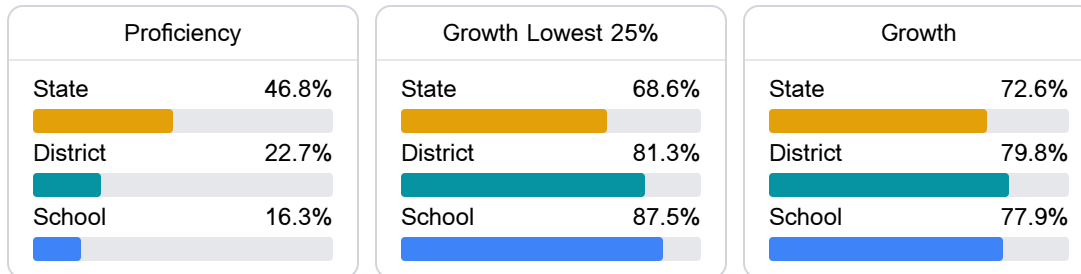 Proficiency
State 46.8%
District 22.7%
School 16.3%
Growth Lowest 25%
State 68.6%
District 81.3%
School 87.5%
Growth
State 72.6%
District 79.8%
School 77.9%